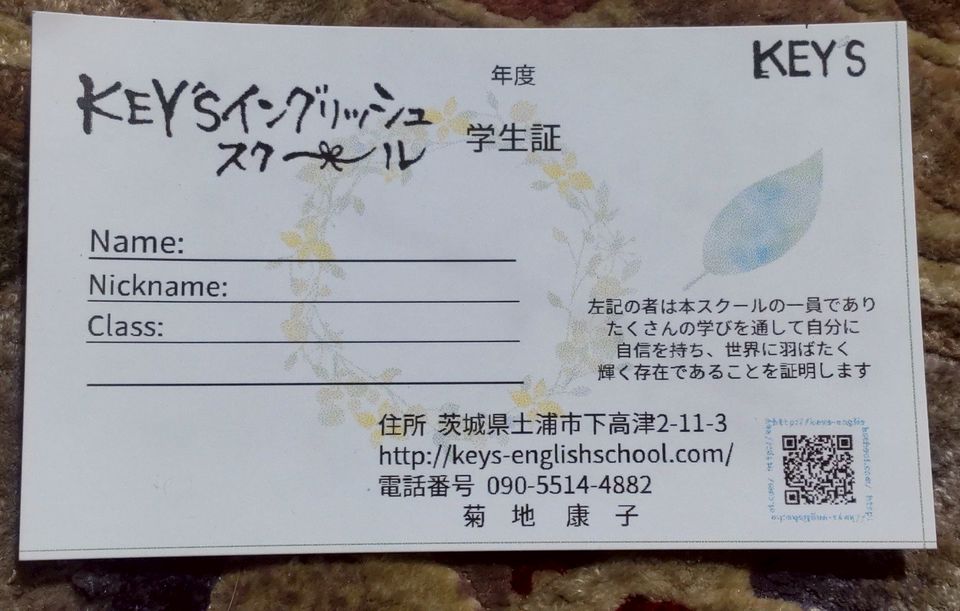 KEY'Sイングリッシュ
スクール
年度
学生証
KEYS
Name:
Nickname:
Class:
左記の者は本スクールの一員であり
たくさんの学びを通して自分に
自信を持ち、世界に羽ばたく
輝く存在であることを証明します
住所 茨城県土浦市下高津2-11-3
http://keys-englishschool.com/
電話番号 090-5514-4882
菊 地 康 子